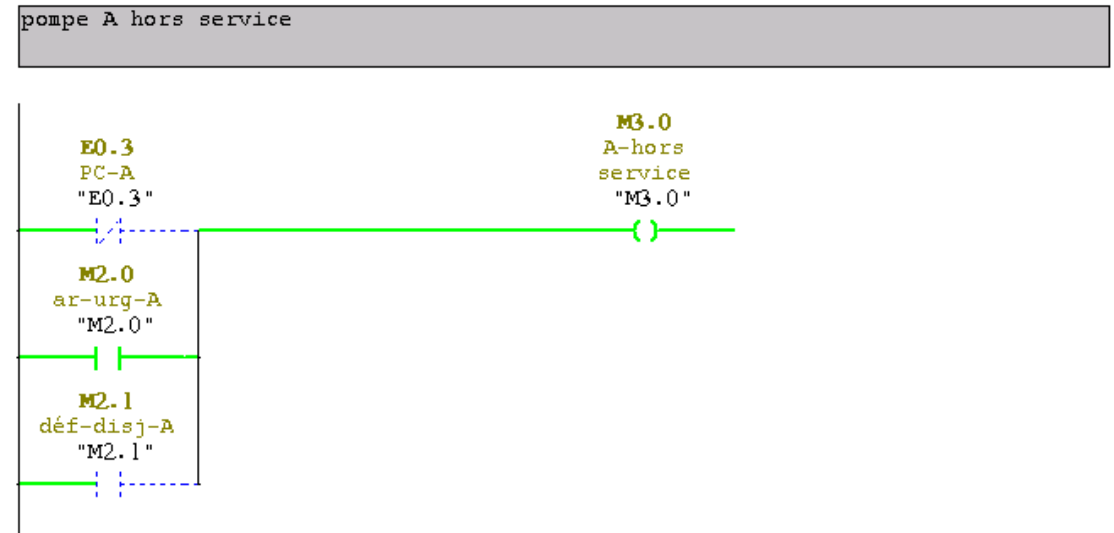 pompe A hors service
M3.0
A-hors
service
"M3.0"
E0.3
PC-A
"E0.3"
M2.0
ar-urg-A
"M2.0"
M2.1
déf-disj-A
"M2.1"